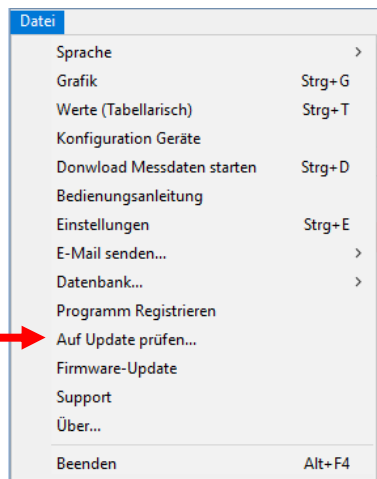 Datei
Sprache >
Grafik Strg+G
Werte (Tabellarisch) Strg+T
Konfiguration Geräte
Donwload Messdaten starten Strg+D
Bedienungsanleitung
Einstellungen Strg+E
E-Mail senden... >
Datenbank... >
Programm Registrieren
Auf Update prüfen...
Firmware-Update
Support
Über...
Beenden Alt+F4